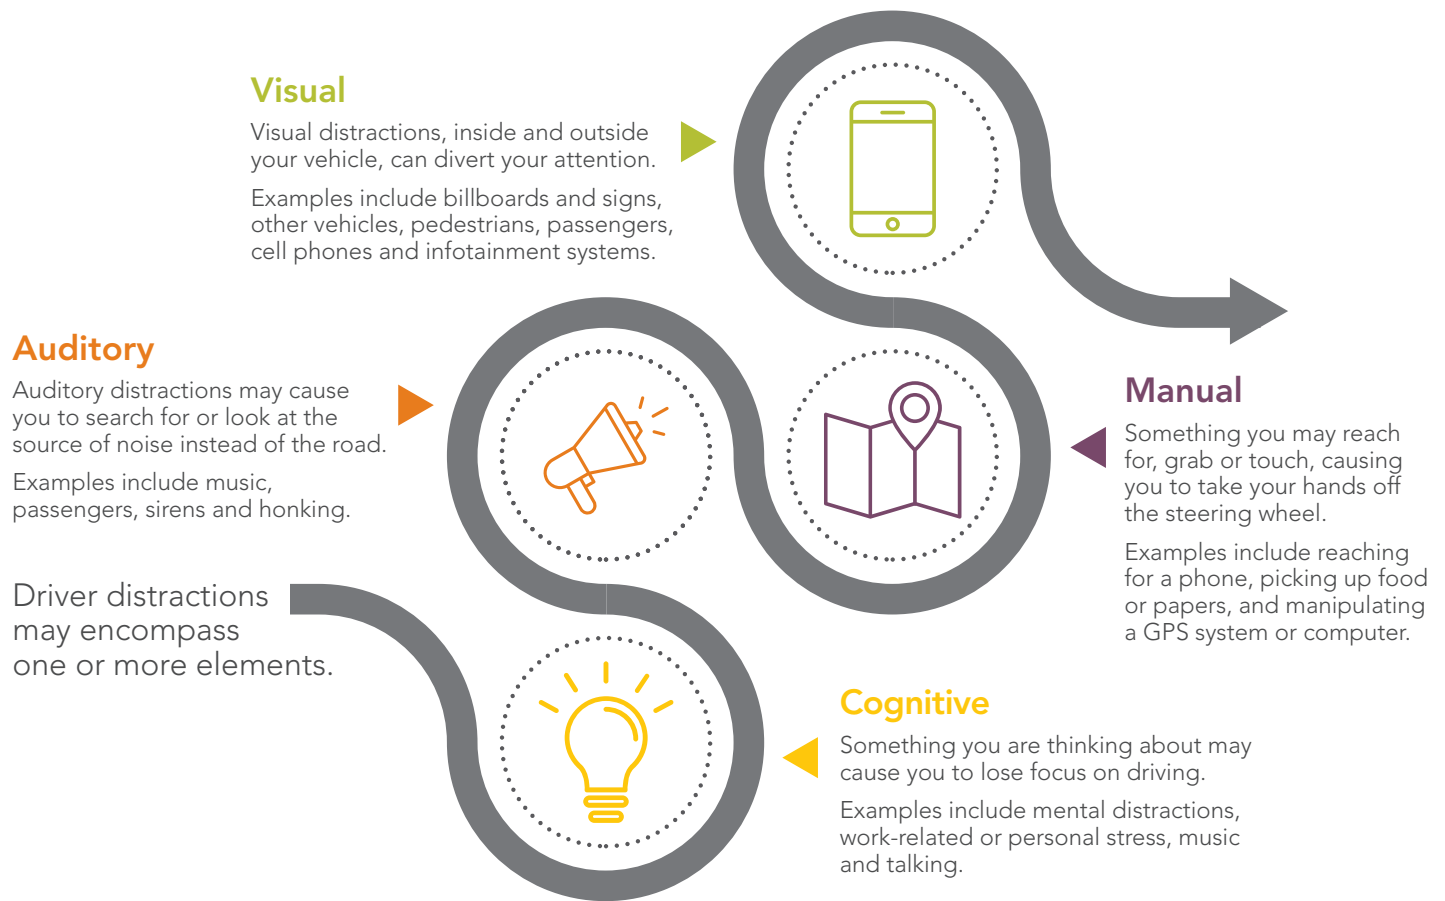 Visual
Visual distractions, inside and outside
your vehicle, can divert your attention.
Examples include billboards and signs,
other vehicles, pedestrians, passengers,
cell phones and infotainment systems.
Auditory
Auditory distractions may cause
you to search for or look at the
source of noise instead of the road.
Examples include music,
passengers, sirens and honking.
Manual
Something you may reach
for, grab or touch, causing
you to take your hands off
the steering wheel.
Examples include reaching
for a phone, picking up food
or papers, and manipulating
a GPS system or computer.
Driver distractions
may encompass
one or more elements.
Cognitive
Something you are thinking about may
cause you to lose focus on driving.
Examples include mental distractions,
work-related or personal stress, music
and talking.